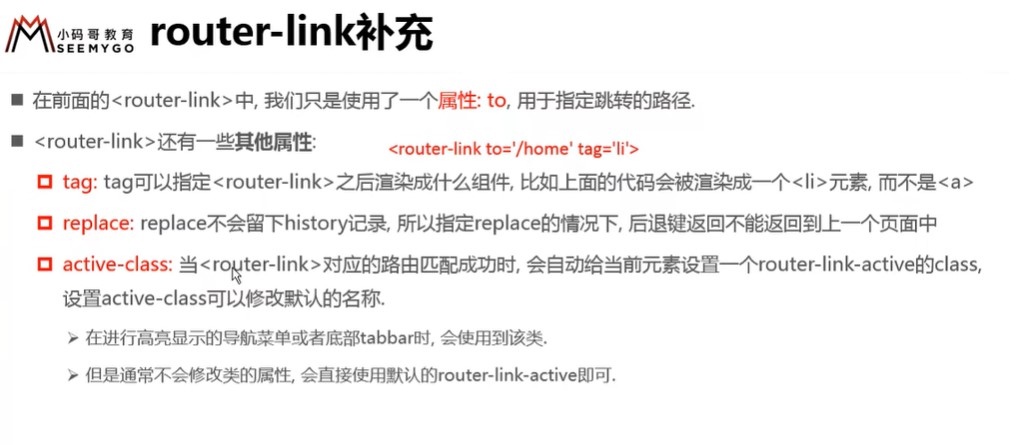 小码哥教育
SEEMYGO
router-link补充
在前面的<router-link>中, 我们只是使用了一个属性: to, 用于指定跳转的路径.
<router-link>还有一些其他属性:
<router-link to='/home' tag='li'>
tag: tag可以指定<router-link>之后渲染成什么组件, 比如上面的代码会被渲染成一个<li>元素, 而不是<a>
replace: replace不会留下history记录, 所以指定replace的情况下, 后退键返回不能返回到上一个页面中
active-class: 当<router-link>对应的路由匹配成功时, 会自动给当前元素设置一个router-link-active的class,
设置active-class可以修改默认的名称.
在进行高亮显示的导航菜单或者底部tabbar时, 会使用到该类.
但是通常不会修改类的属性, 会直接使用默认的router-link-active即可.